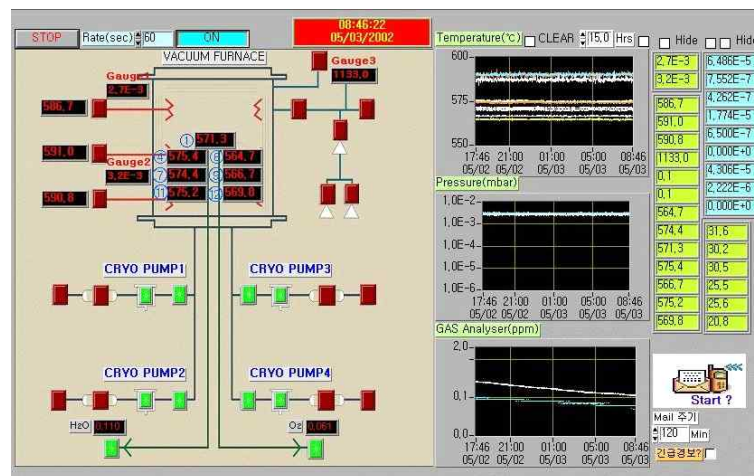 08:46:22
05/03/2002
STOP
Rate(sec)
60
ON
VACUUM FURNACE
Gauge1
2,7E-3
Gauge3
1133,0
586,7
591,0
Gauge2
3,2E-3
590,8
1 571,3
4 575,4
8 564,7
7 574,4
9 566,7
11 575,2
12 569,8
CRYO PUMP1
CRYO PUMP3
CRYO PUMP2
CRYO PUMP4
H2O 0,110
O2 0,061
Temperature(℃)
CLEAR
15,0 Hrs
600-
575-
550-
17:46 21:00 01:00 05:00 08:46
05/02 05/02 05/03 05/03 05/03
Pressure(mbar)
1,0E-2-
1,0E-3-
1,0E-4-
1,0E-5-
1,0E-6-
17:46 21:00 01:00 05:00 08:46
05/02 05/02 05/03 05/03 05/03
GAS Analyser(ppm)
2,0-
0,1-
0,0-
17:46 21:00 01:00 05:00 08:46
05/02 05/02 05/03 05/03 05/03
Hide
Hide
2,7E-3
3,2E-3
586,7
591,0
590,8
1133,0
0,1
0,1
564,7
574,4
571,3
575,4
566,7
575,2
569,8
6,486E-5
7,552E-7
4,262E-7
1,774E-5
6,500E-7
0,000E+0
4,306E-5
2,222E-6
0,000E+0
31,6
30,2
30,5
25,5
25,6
20,8
Start ?
Mail 주기
120 Min
긴급경보?